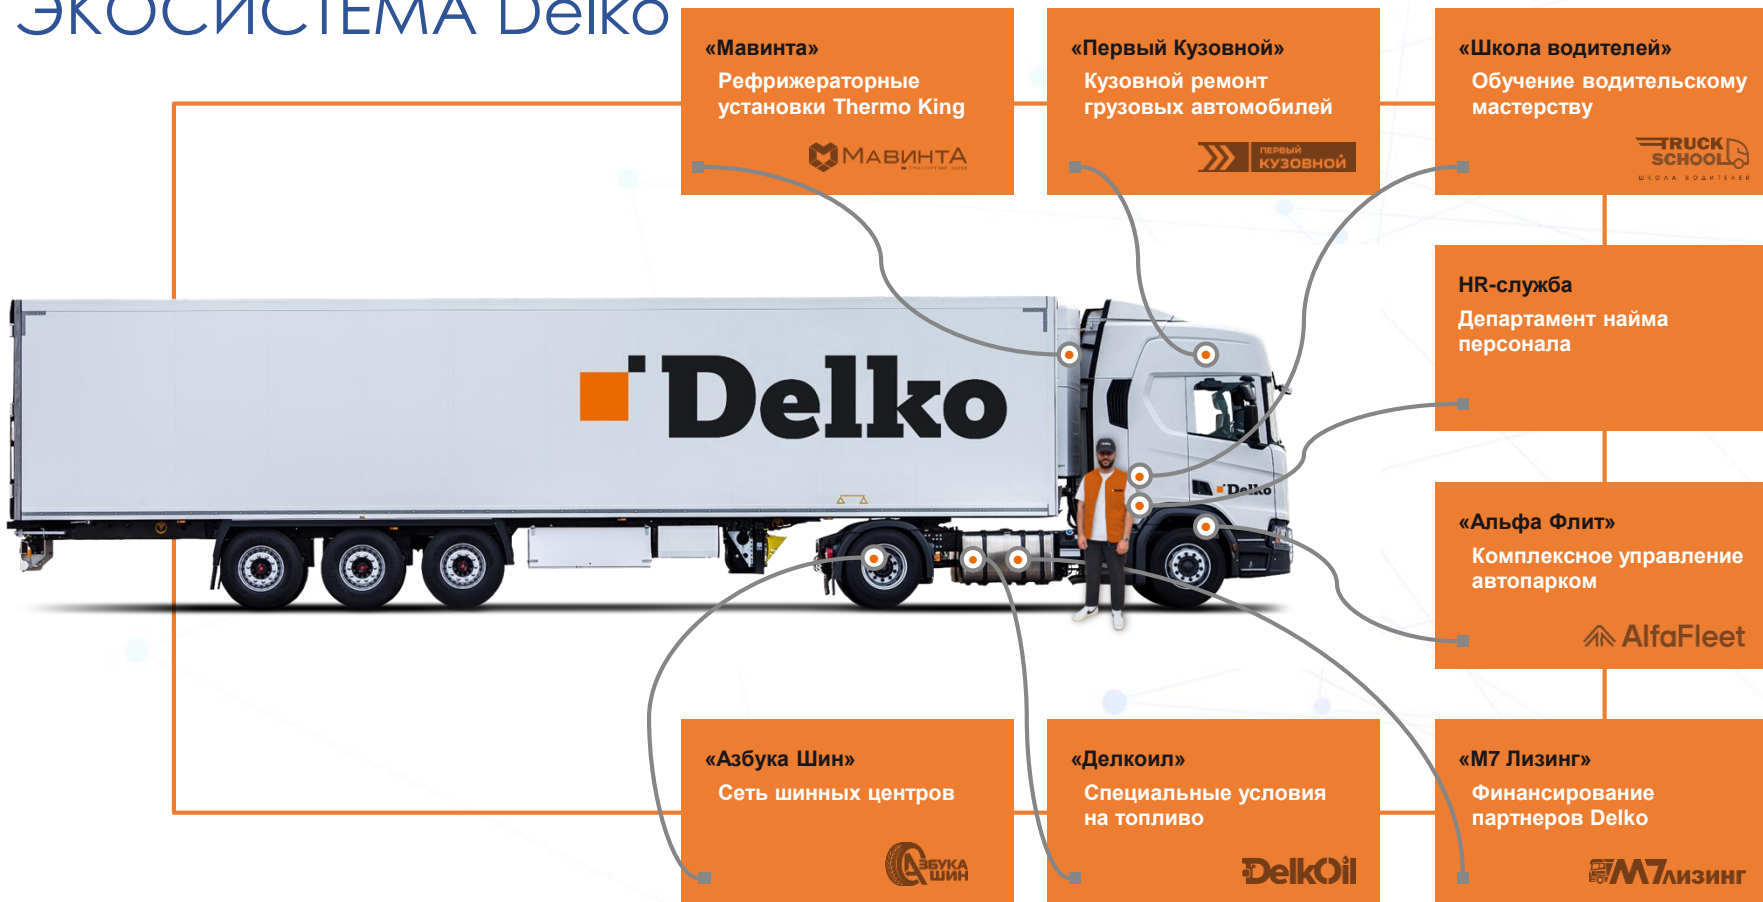 ЭКОСИСТЕМА Delko
«Мавинта»
Рефрижераторные
установки Thermo King
МАВИНТА
«Первый Кузовной»
Кузовной ремонт
грузовых автомобилей
ПЕРВЫЙ
КУЗОВНОЙ
«Школа водителей»
Обучение водительскому
мастерству
TRUCK
SCHOOL
ШКОЛА ВОДИТЕЛЕЙ
HR-служба
Департамент найма
персонала
Delko
Delko
«Альфа Флит»
Комплексное управление
автопарком
AlfaFleet
«Азбука Шин»
Сеть шинных центров
АЗБУКА
ШИН
«Делкоил»
Специальные условия
на топливо
DelkOil
«М7 Лизинг»
Финансирование
партнеров Delko
М7ЛИЗИНГ